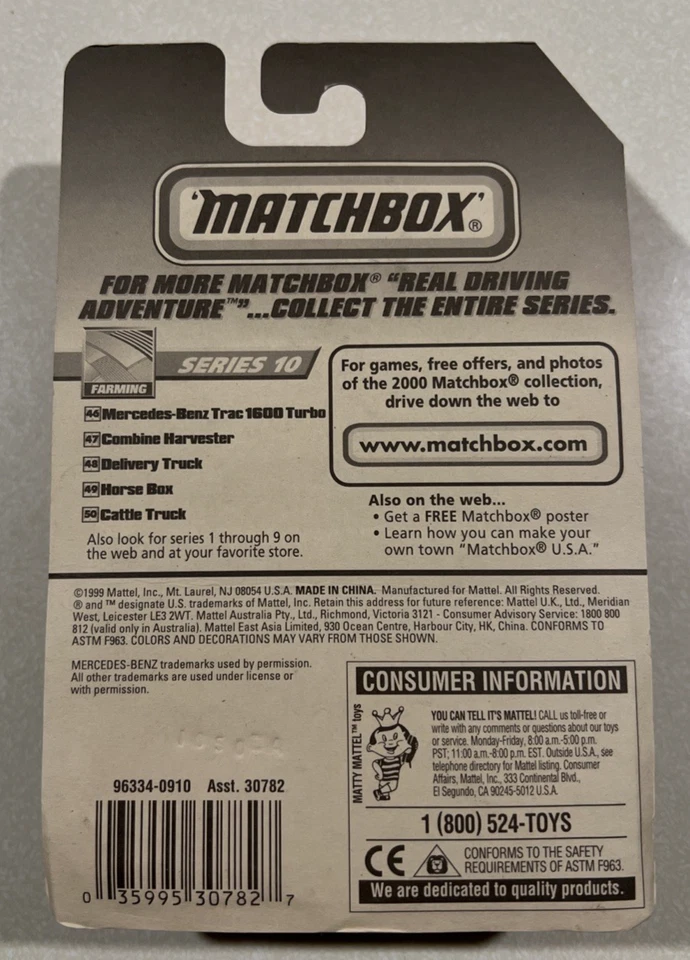 'MATCHBOX'®
FOR MORE MATCHBOX® "REAL DRIVING
ADVENTURE™"...COLLECT THE ENTIRE SERIES.
FARMING
SERIES 10
46 Mercedes-Benz Trac 1600 Turbo
47 Combine Harvester
48 Delivery Truck
49 Horse Box
50 Cattle Truck
Also look for series 1 through 9 on
the web and at your favorite store.
For games, free offers, and photos
of the 2000 Matchbox® collection,
drive down the web to
www.matchbox.com
Also on the web...
• Get a FREE Matchbox® poster
• Learn how you can make your
own town "Matchbox® U.S.A."
©1999 Mattel, Inc., Mt. Laurel, NJ 08054 U.S.A. MADE IN CHINA. Manufactured for Mattel. All Rights Reserved.
® and ™ designate U.S. trademarks of Mattel, Inc. Retain this address for future reference: Mattel U.K., Ltd., Meridian
West, Leicester LE3 2WT. Mattel Australia Pty., Ltd., Richmond, Victoria 3121 - Consumer Advisory Service: 1800 800
812 (valid only in Australia). Mattel East Asia Limited, 930 Ocean Centre, Harbour City, HK, China. CONFORMS TO
ASTM F963. COLORS AND DECORATIONS MAY VARY FROM THOSE SHOWN.
MERCEDES-BENZ trademarks used by permission.
All other trademarks are used under license or
with permission.
96334-0910 Asst. 30782
0 35995 30782 7
CONSUMER INFORMATION
MATTY MATTEL™ toys
YOU CAN TELL IT'S MATTEL! CALL us toll-free or
write with any comments or questions about our toys
or service. Monday-Friday, 8:00 a.m.-5:00 p.m.
PST; 11:00 a.m.-8:00 p.m. EST. Outside U.S.A., see
telephone directory for Mattel listing. Consumer
Affairs, Mattel, Inc., 333 Continental Blvd.,
El Segundo, CA 90245-5012 U.S.A.
1 (800) 524-TOYS
CE
CONFORMS TO THE SAFETY
REQUIREMENTS OF ASTM F963.
We are dedicated to quality products.